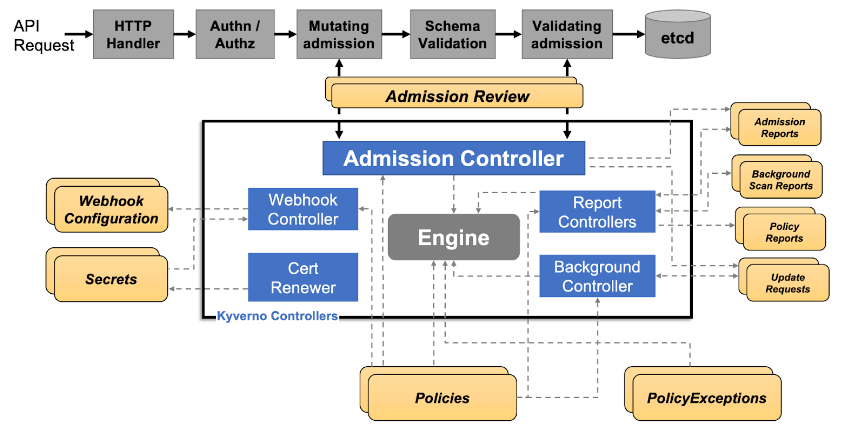 API
Request
HTTP
Handler
Authn /
Authz
Mutating
admission
Schema
Validation
Validating
admission
etcd
Admission Review
Admission Controller
Webhook
Controller
Cert
Renewer
Engine
Report
Controllers
Background
Controller
Kyverno Controllers
Webhook
Configuration
Secrets
Admission
Reports
Background
Scan Reports
Policy
Reports
Update
Requests
Policies
PolicyExceptions